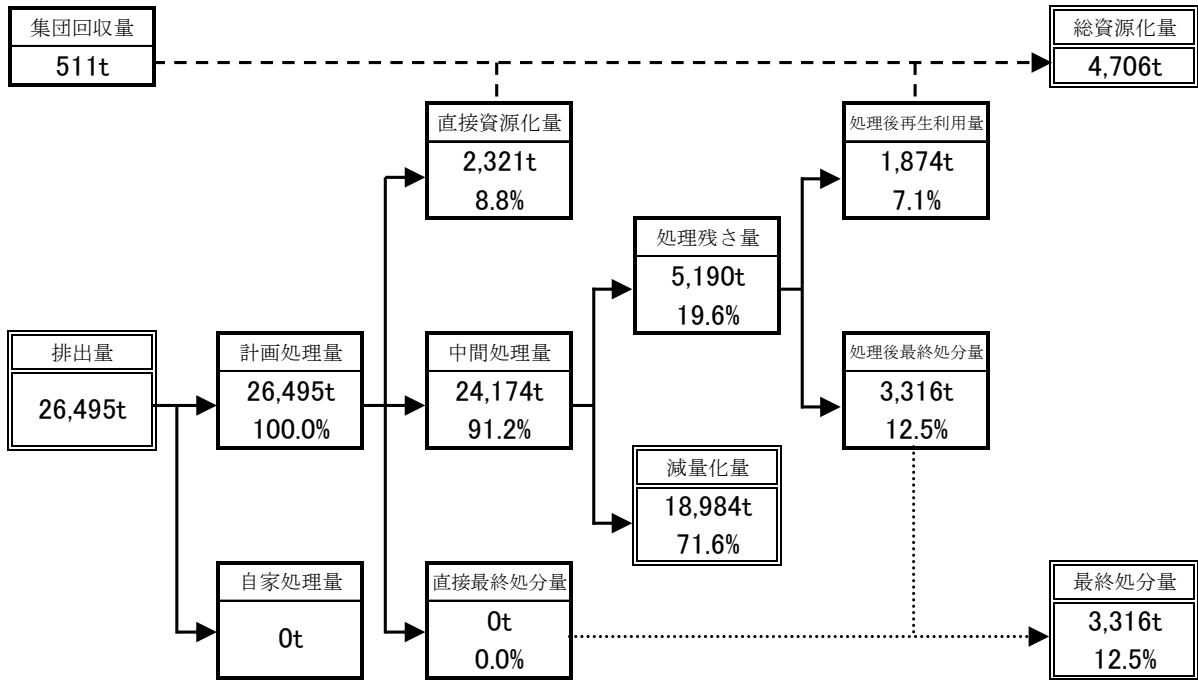 集団回収量
511t
総資源化量
4,706t
直接資源化量
2,321t
8.8%
処理後再生利用量
1,874t
7.1%
処理残さ量
5,190t
19.6%
排出量
26,495t
計画処理量
26,495t
100.0%
中間処理量
24,174t
91.2%
処理後最終処分量
3,316t
12.5%
減量化量
18,984t
71.6%
自家処理量
0t
直接最終処分量
0t
0.0%
最終処分量
3,316t
12.5%